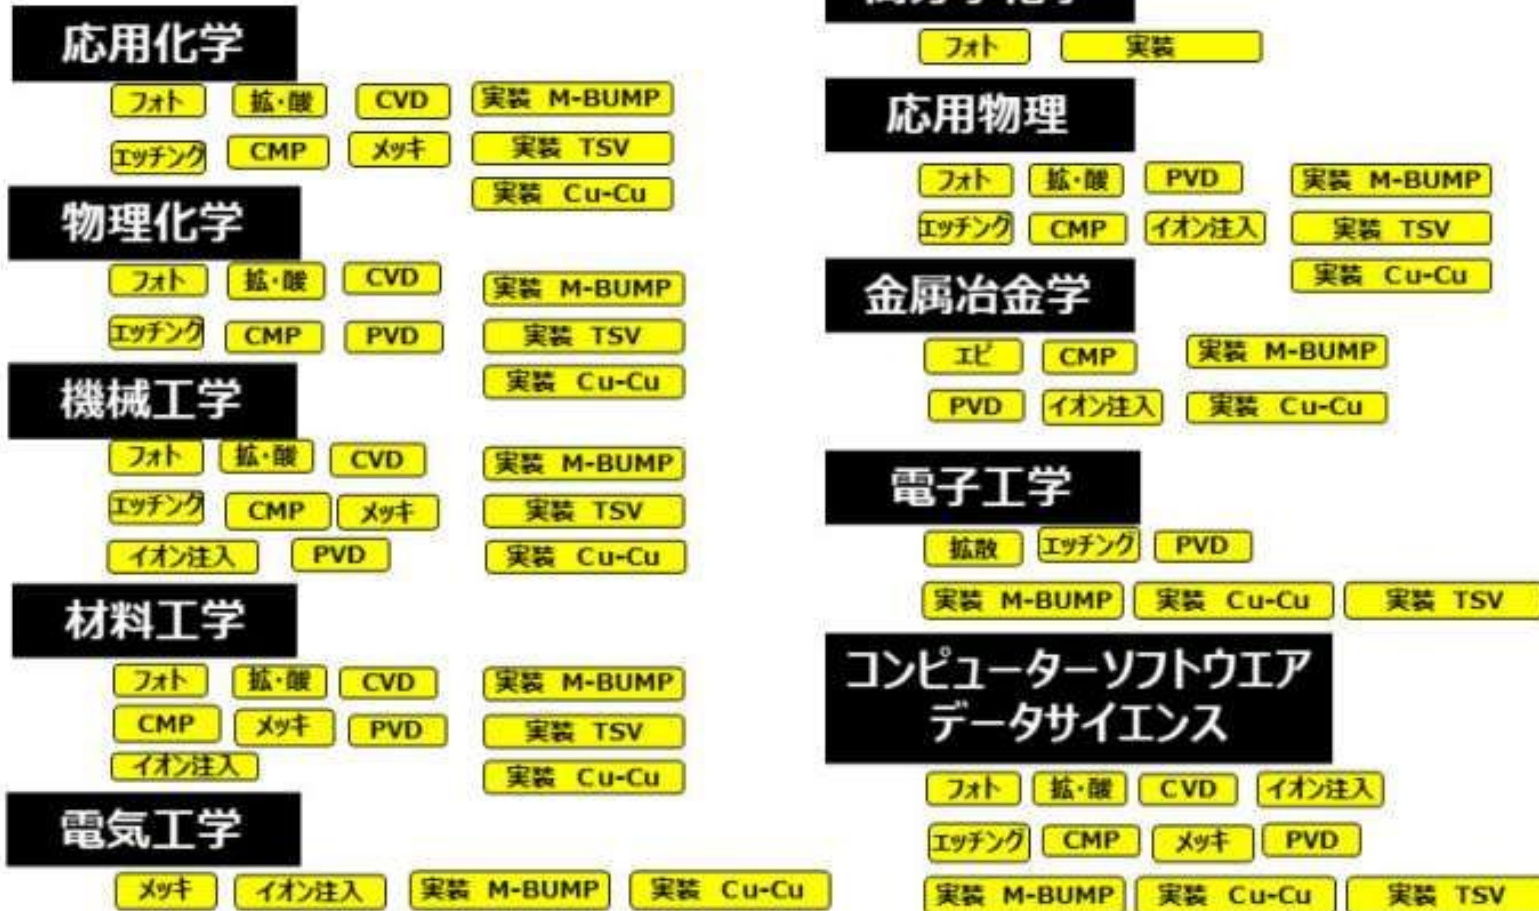 応用化学
フォト 拡・酸 CVD 実装 M-BUMP
エッチング CMP メッキ 実装 TSV
実装 Cu-Cu
物理化学
フォト 拡・酸 CVD 実装 M-BUMP
エッチング CMP PVD 実装 TSV
実装 Cu-Cu
機械工学
フォト 拡・酸 CVD 実装 M-BUMP
エッチング CMP メッキ 実装 TSV
イオン注入 PVD 実装 Cu-Cu
材料工学
フォト 拡・酸 CVD 実装 M-BUMP
CMP メッキ PVD 実装 TSV
イオン注入 実装 Cu-Cu
電気工学
メッキ イオン注入 実装 M-BUMP 実装 Cu-Cu
フォト 実装
応用物理
フォト 拡・酸 PVD 実装 M-BUMP
エッチング CMP イオン注入 実装 TSV
実装 Cu-Cu
金属冶金学
エピ CMP 実装 M-BUMP
PVD イオン注入 実装 Cu-Cu
電子工学
拡散 エッチング PVD
実装 M-BUMP 実装 Cu-Cu 実装 TSV
コンピューターソフトウエア
データサイエンス
フォト 拡・酸 CVD イオン注入
エッチング CMP メッキ PVD
実装 M-BUMP 実装 Cu-Cu 実装 TSV